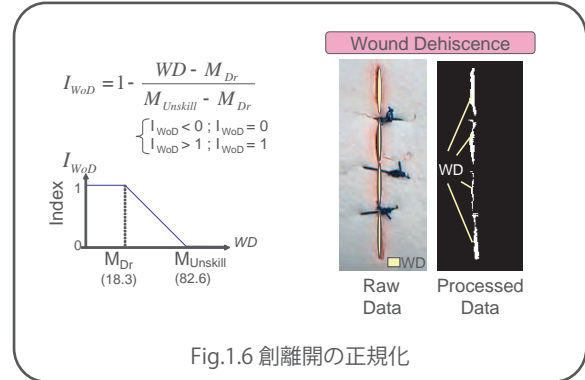 I_WoD = 1 - (WD - M_Dr) / (M_Unskill - M_Dr)
{ I_WoD < 0 ; I_WoD = 0
I_WoD > 1 ; I_WoD = 1
I_WoD
Index
1
0
WD
M_Dr
(18.3)
M_Unskill
(82.6)
Wound Dehiscence
WD
WD
Raw
Data
Processed
Data
Fig.1.6 創離開の正規化